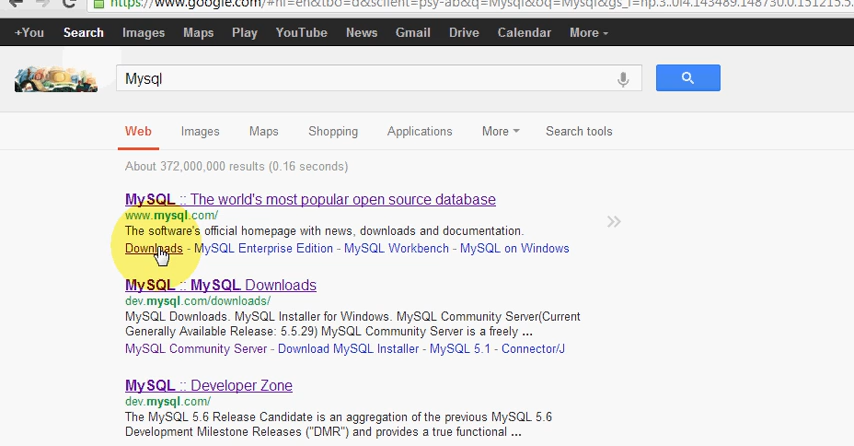 https://www.google.com/#hl=en&tbo=d&sclient=psy-ab&q=Mysql&oq=Mysql&gs_l=hp.3..0l4.143489.148730.0.151215.5.
+You Search Images Maps Play YouTube News Gmail Drive Calendar More
Mysql
Web Images Maps Shopping Applications More Search tools
About 372,000,000 results (0.16 seconds)
MySQL :: The world's most popular open source database
www.mysql.com/
The software's official homepage with news, downloads and documentation.
Downloads - MySQL Enterprise Edition - MySQL Workbench - MySQL on Windows
MySQL :: MySQL Downloads
dev.mysql.com/downloads/
MySQL Downloads. MySQL Installer for Windows. MySQL Community Server(Current
Generally Available Release: 5.5.29) MySQL Community Server is a freely ...
MySQL Community Server - Download MySQL Installer - MySQL 5.1 - Connector/J
MySQL :: Developer Zone
dev.mysql.com/
The MySQL 5.6 Release Candidate is an aggregation of the previous MySQL 5.6
Development Milestone Releases ("DMR") and provides a true functional ...